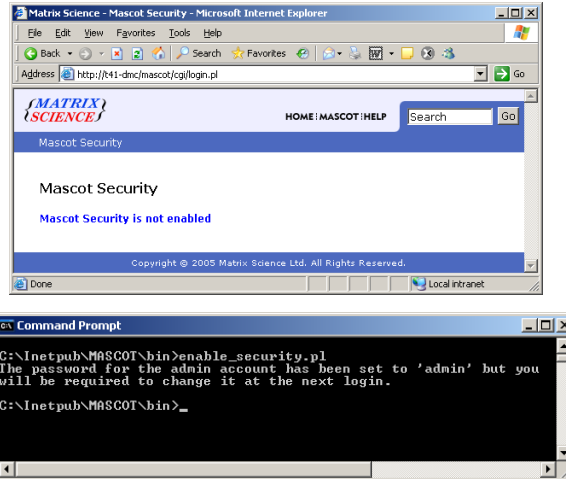 Matrix Science - Mascot Security - Microsoft Internet Explorer
File Edit View Favorites Tools Help
Back Search Favorites
Address http://t41-dmc/mascot/cgi/login.pl Go
{MATRIX}
{SCIENCE}
HOME MASCOT HELP Search Go
Mascot Security
Mascot Security
Mascot Security is not enabled
Copyright © 2005 Matrix Science Ltd. All Rights Reserved.
Done Local intranet
Command Prompt
C:\Inetpub\MASCOT\bin>enable_security.pl
The password for the admin account has been set to 'admin' but you
will be required to change it at the next login.
C:\Inetpub\MASCOT\bin>_